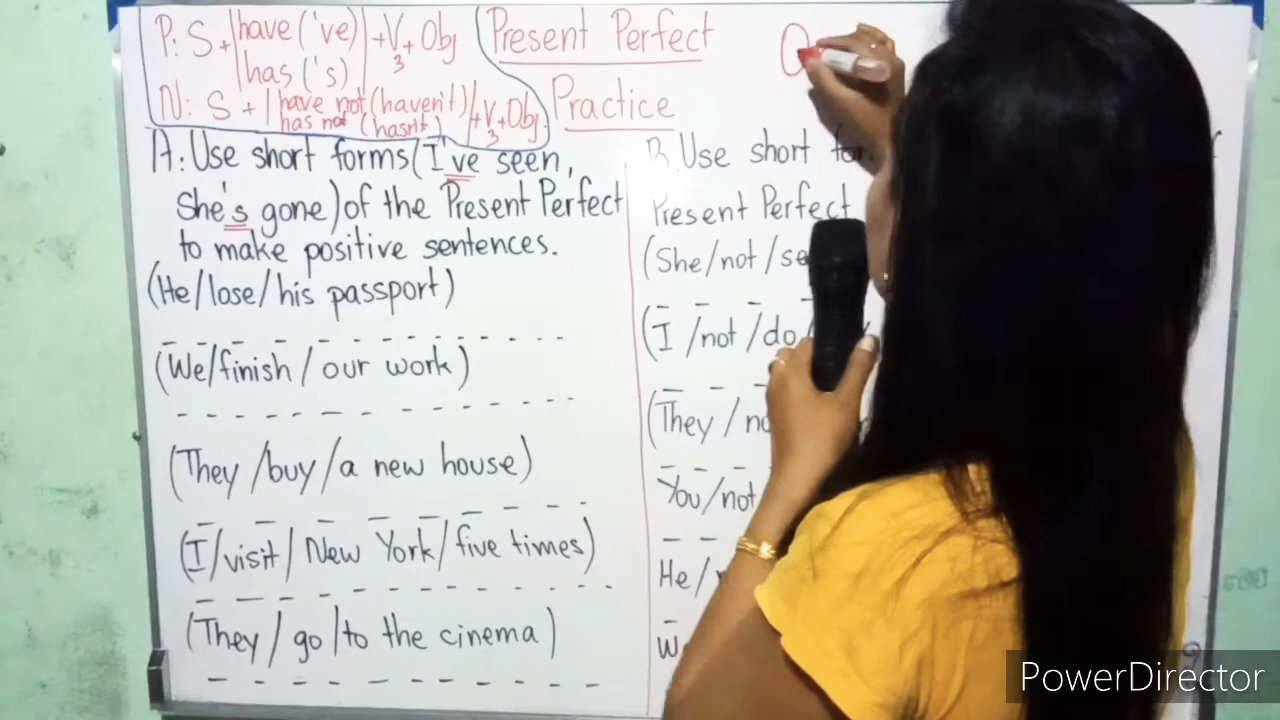 P: S + have ('ve) + V3 + Obj
has ('s)
N: S + have not (haven't) + V3 + Obj
has not (hasn't)
Present Perfect
Practice
A: Use short forms (I've seen,
She's gone) of the Present Perfect
to make positive sentences.
(He/lose/his passport)
(We/finish/our work)
(They/buy/a new house)
(I/visit/New York/five times)
(They/go/to the cinema)
B. Use short
Present Perfect
(She/not/
(I/not/do
(They/
You/not
He/
PowerDirector